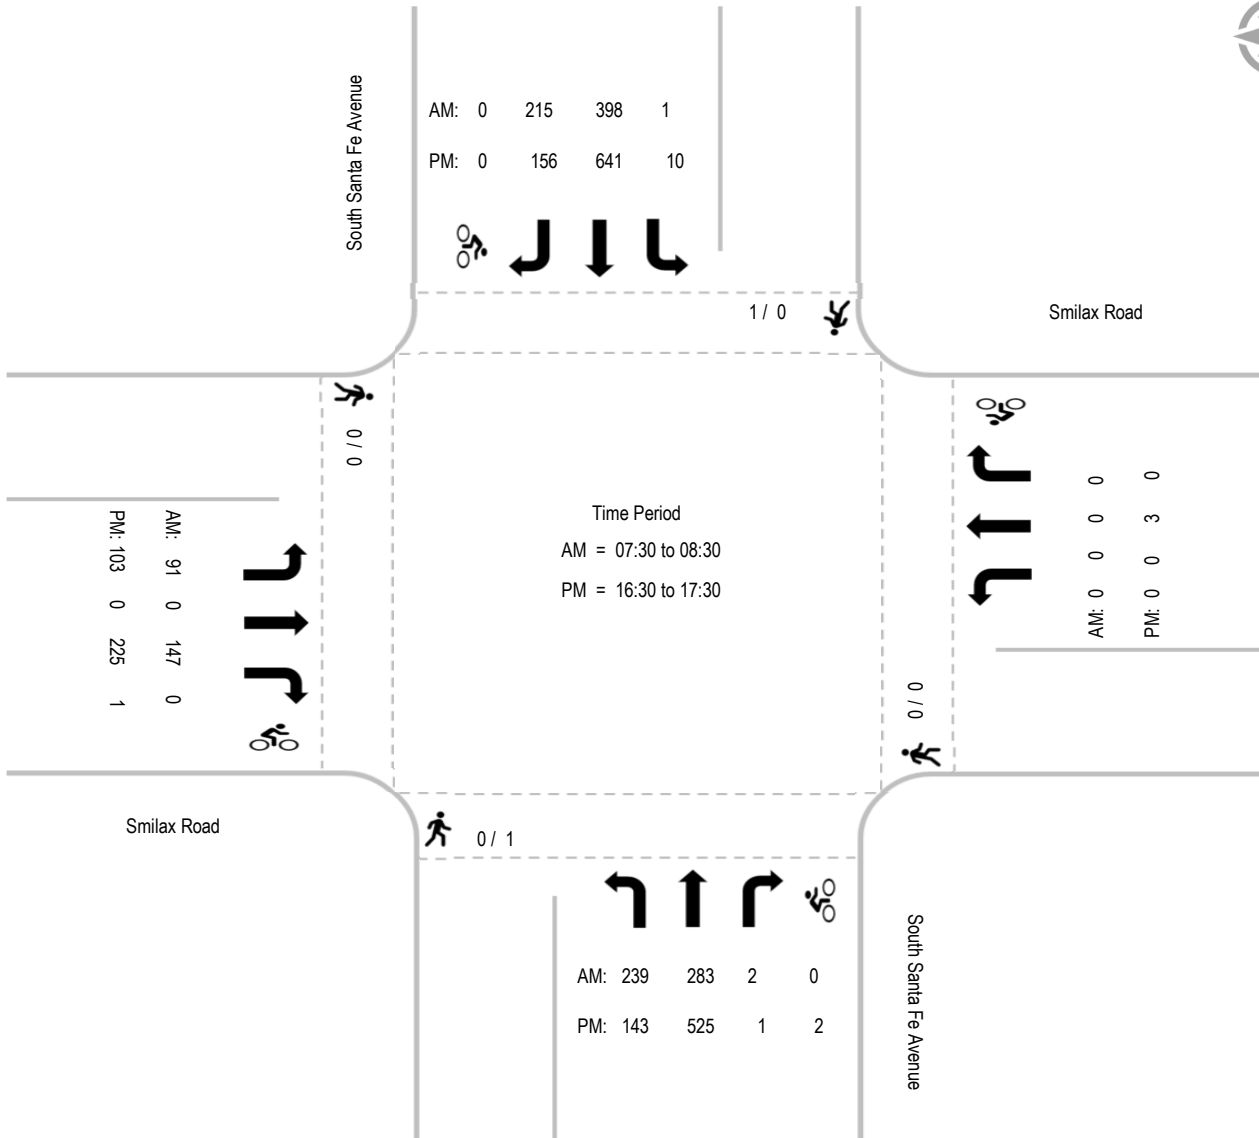 South Santa Fe Avenue
AM: 0 215 398 1
PM: 0 156 641 10
1 / 0
Smilax Road
0 / 0
AM: 91 0 147 0
PM: 103 0 225 1
Time Period
AM = 07:30 to 08:30
PM = 16:30 to 17:30
AM: 0 0 0 0
PM: 0 0 3 0
0 / 0
Smilax Road
0 / 1
AM: 239 283 2 0
PM: 143 525 1 2
South Santa Fe Avenue